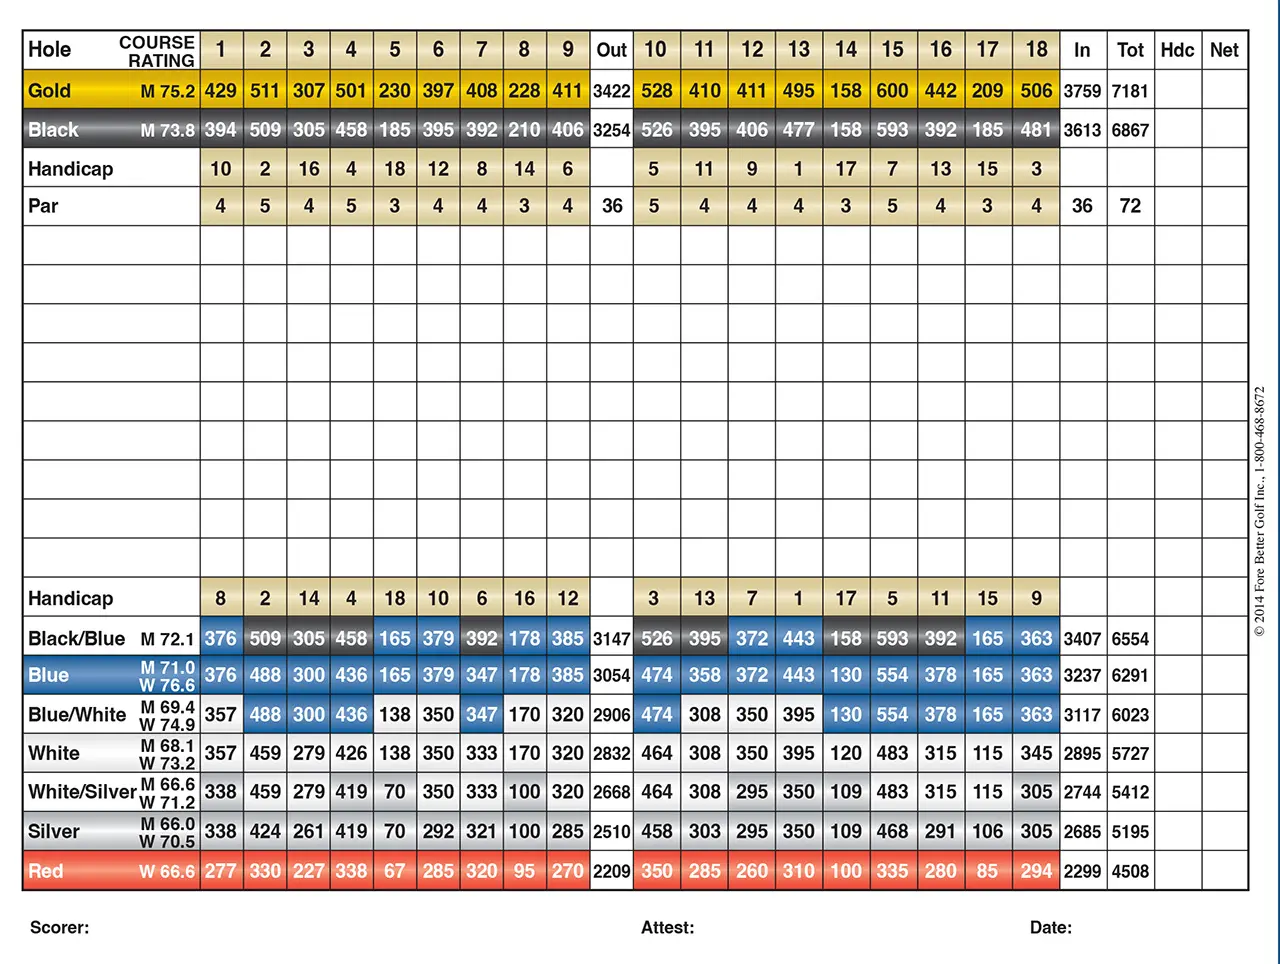 Hole COURSE RATING 1 2 3 4 5 6 7 8 9 Out 10 11 12 13 14 15 16 17 18 In Tot Hdc Net
Gold M 75.2 429 511 307 501 230 397 408 228 411 3422 528 410 411 495 158 600 442 209 506 3759 7181
Black M 73.8 394 509 305 458 185 395 392 210 406 3254 526 395 406 477 158 593 392 185 481 3613 6867
Handicap 10 2 16 4 18 12 8 14 6 5 11 9 1 17 7 13 15 3
Par 4 5 4 5 3 4 4 3 4 36 5 4 4 4 3 5 4 3 4 36 72
Handicap 8 2 14 4 18 10 6 16 12 3 13 7 1 17 5 11 15 9
Black/Blue M 72.1 376 509 305 458 165 379 392 178 385 3147 526 395 372 443 158 593 392 165 363 3407 6554
Blue M 71.0 W 76.6 376 488 300 436 165 379 347 178 385 3054 474 358 372 443 130 554 378 165 363 3237 6291
Blue/White M 69.4 W 74.9 357 488 300 436 138 350 347 170 320 2906 474 308 350 395 130 554 378 165 363 3117 6023
White M 68.1 W 73.2 357 459 279 426 138 350 333 170 320 2832 464 308 350 395 120 483 315 115 345 2895 5727
White/Silver M 66.6 W 71.2 338 459 279 419 70 350 333 100 320 2668 464 308 295 350 109 483 315 115 305 2744 5412
Silver M 66.0 W 70.5 338 424 261 419 70 292 321 100 285 2510 458 303 295 350 109 468 291 106 305 2685 5195
Red W 66.6 277 330 227 338 67 285 320 95 270 2209 350 285 260 310 100 335 280 85 294 2299 4508
Scorer: Attest: Date:
© 2014 Fore Better Golf Inc., 1-800-468-8672